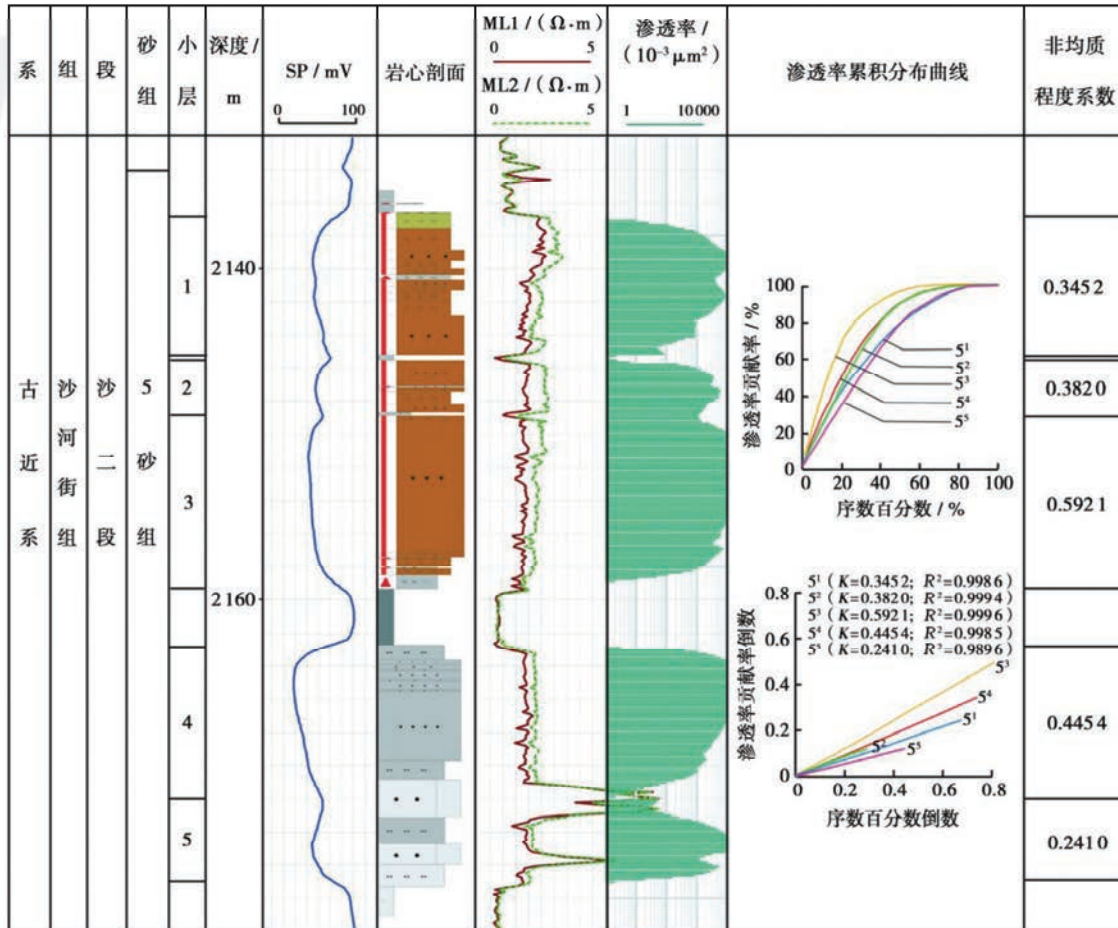 系
组
段
砂组
小层
深度 / m
SP / mV
0 100
岩心剖面
ML1 / ( Ω·m )
0 5
ML2 / ( Ω·m )
0 5
渗透率 /
(10⁻³ μm²)
1 10000
渗透率累积分布曲线
非均质
程度系数
古近系
沙河街组
沙二段
5砂组
1
2
3
4
5
2140
2160
渗透率贡献率 / %
100
80
60
40
20
0
0 20 40 60 80 100
序数百分数 / %
5¹
5²
5³
5⁴
5⁵
5¹ ( K=0.3452; R²=0.9986 )
5² ( K=0.3820; R²=0.9994 )
5³ ( K=0.5921; R²=0.9996 )
5⁴ ( K=0.4454; R²=0.9985 )
5⁵ ( K=0.2410; R²=0.9896 )
渗透率贡献率倒数
0.8
0.6
0.4
0.2
0
5³
5⁴
5¹
5²
5⁵
0 0.2 0.4 0.6 0.8
序数百分数倒数
0.3452
0.3820
0.5921
0.4454
0.2410